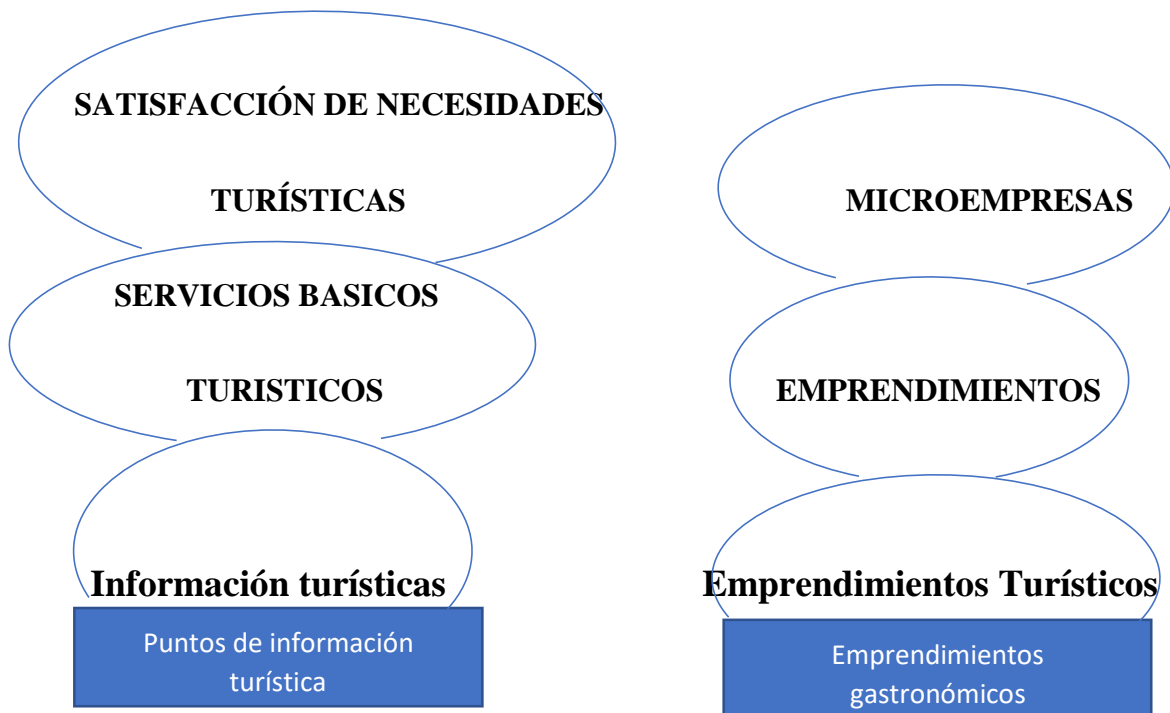 SATISFACCIÓN DE NECESIDADES
TURÍSTICAS
SERVICIOS BASICOS
TURISTICOS
Información turísticas
Puntos de información
turística
MICROEMPRESAS
EMPRENDIMIENTOS
Emprendimientos Turísticos
Emprendimientos
gastronómicos